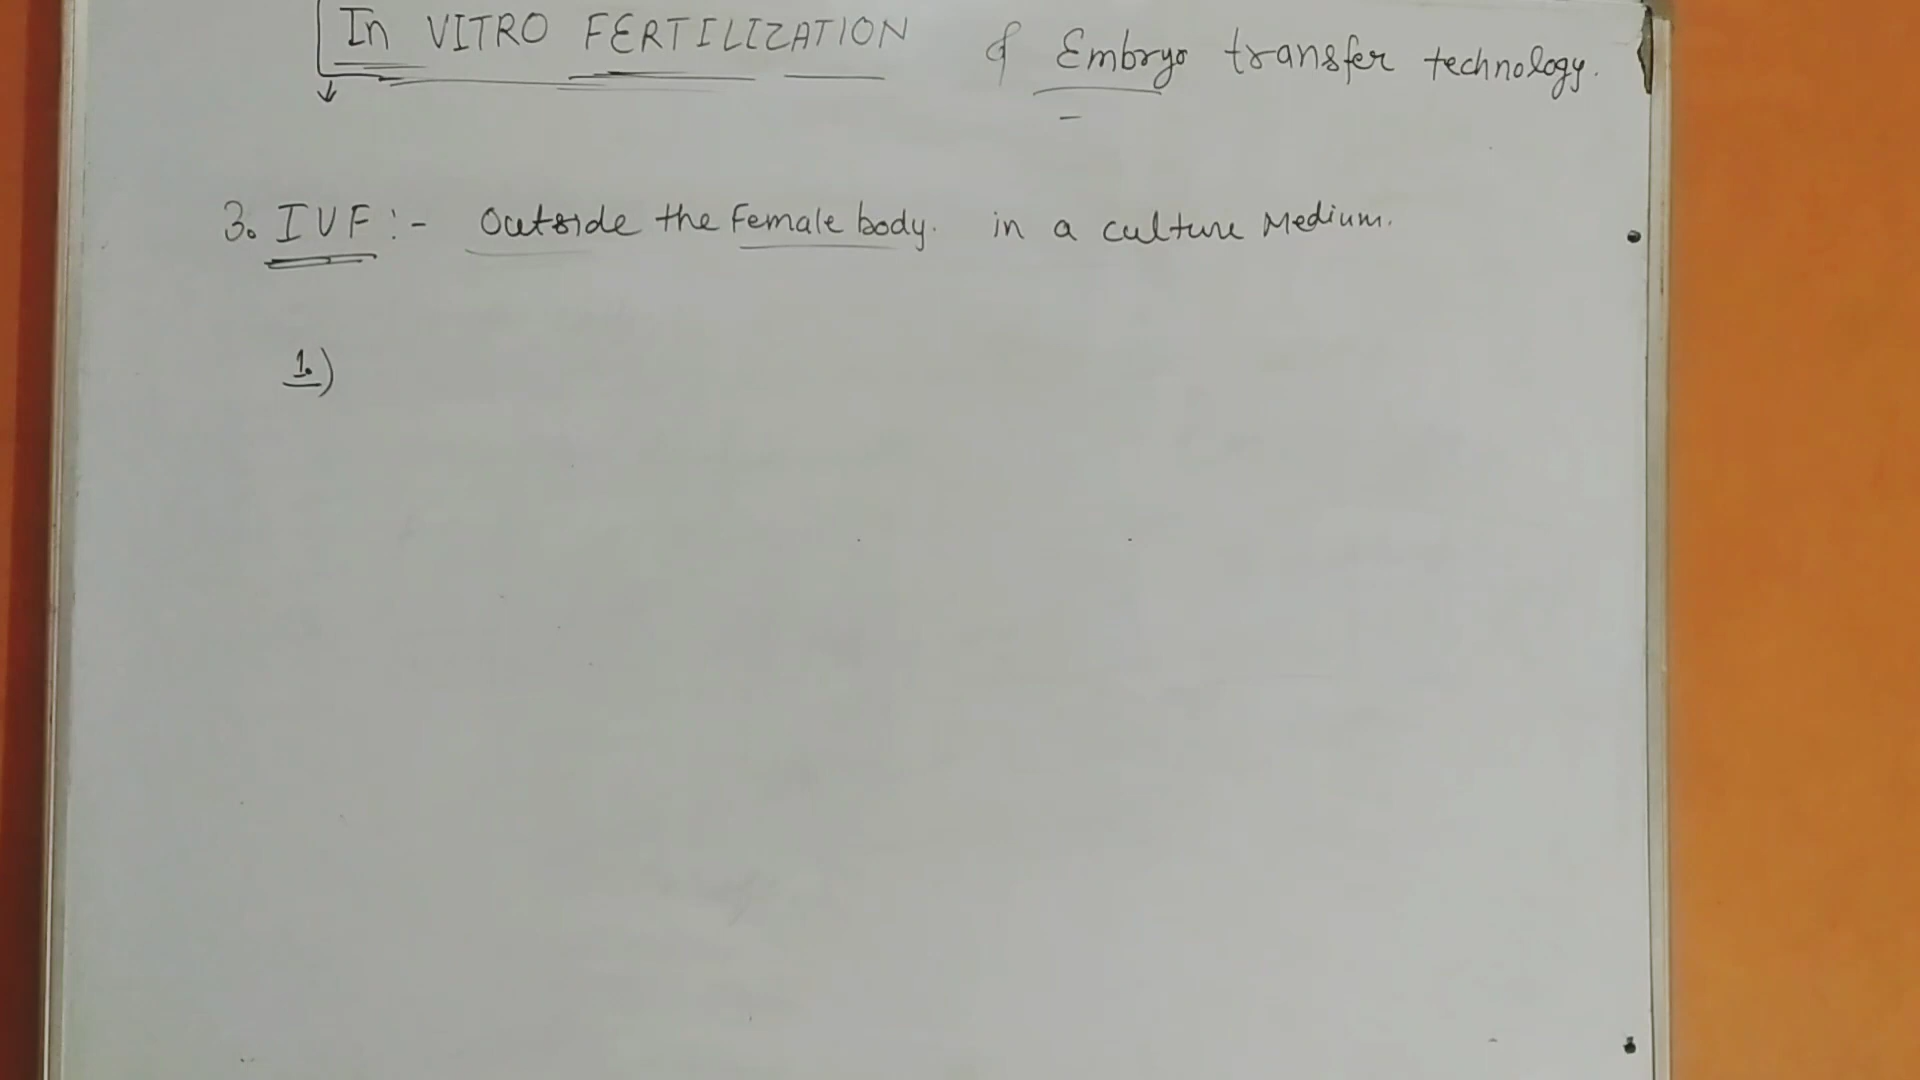 In VITRO FERTILIZATION & Embryo transfer technology.
3. IVF :- Outside the Female body. in a culture Medium.
1.)